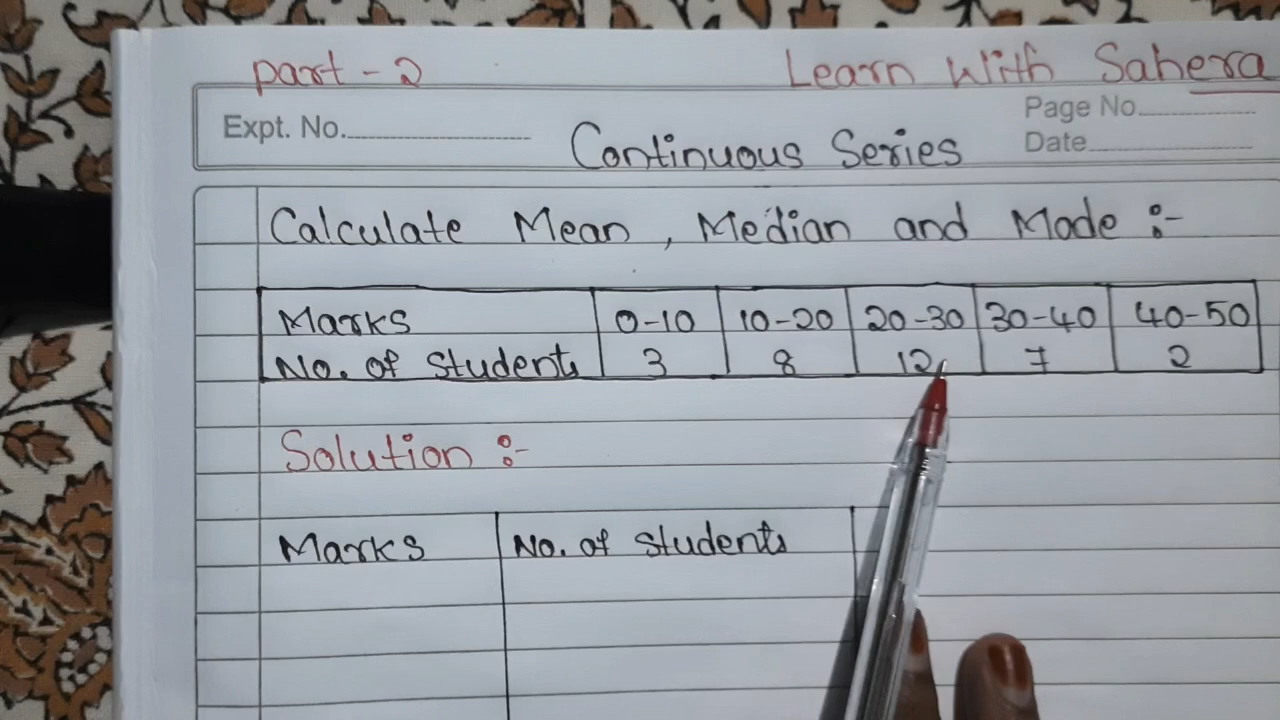 part - 2 Learn With Sahera
Expt. No. Page No.
Continuous Series
Date
Calculate Mean, Median and Mode :-
Marks 0-10 10-20 20-30 30-40 40-50
No. of Students 3 8 12 7 2
Solution :-
Marks No. of Students